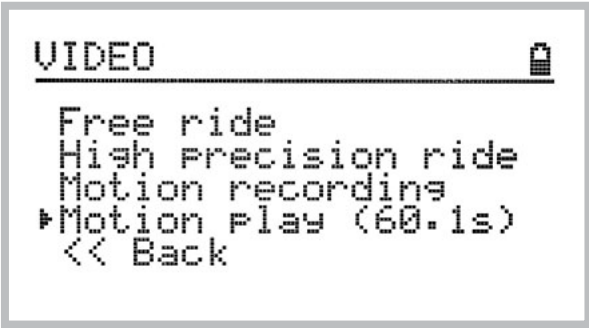 VIDEO
Free ride
High precision ride
Motion recording
Motion play (60.1s)
<< Back